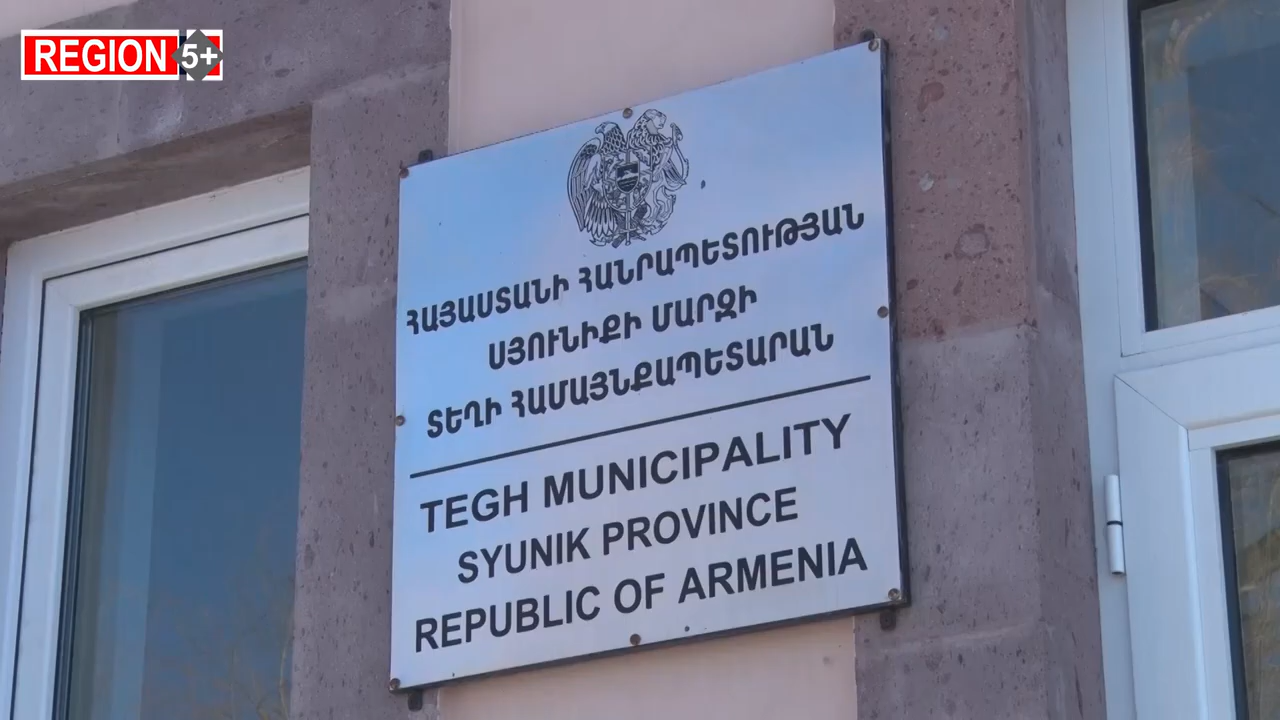 REGION 5+
ՀԱՅԱՍՏԱՆԻ ՀԱՆՐԱՊԵՏՈՒԹՅԱՆ
ՍՅՈՒՆԻՔԻ ՄԱՐԶԻ
ՏԵՂԻ ՀԱՄԱՅՆՔԱՊԵՏԱՐԱՆ
TEGH MUNICIPALITY
SYUNIK PROVINCE
REPUBLIC OF ARMENIA